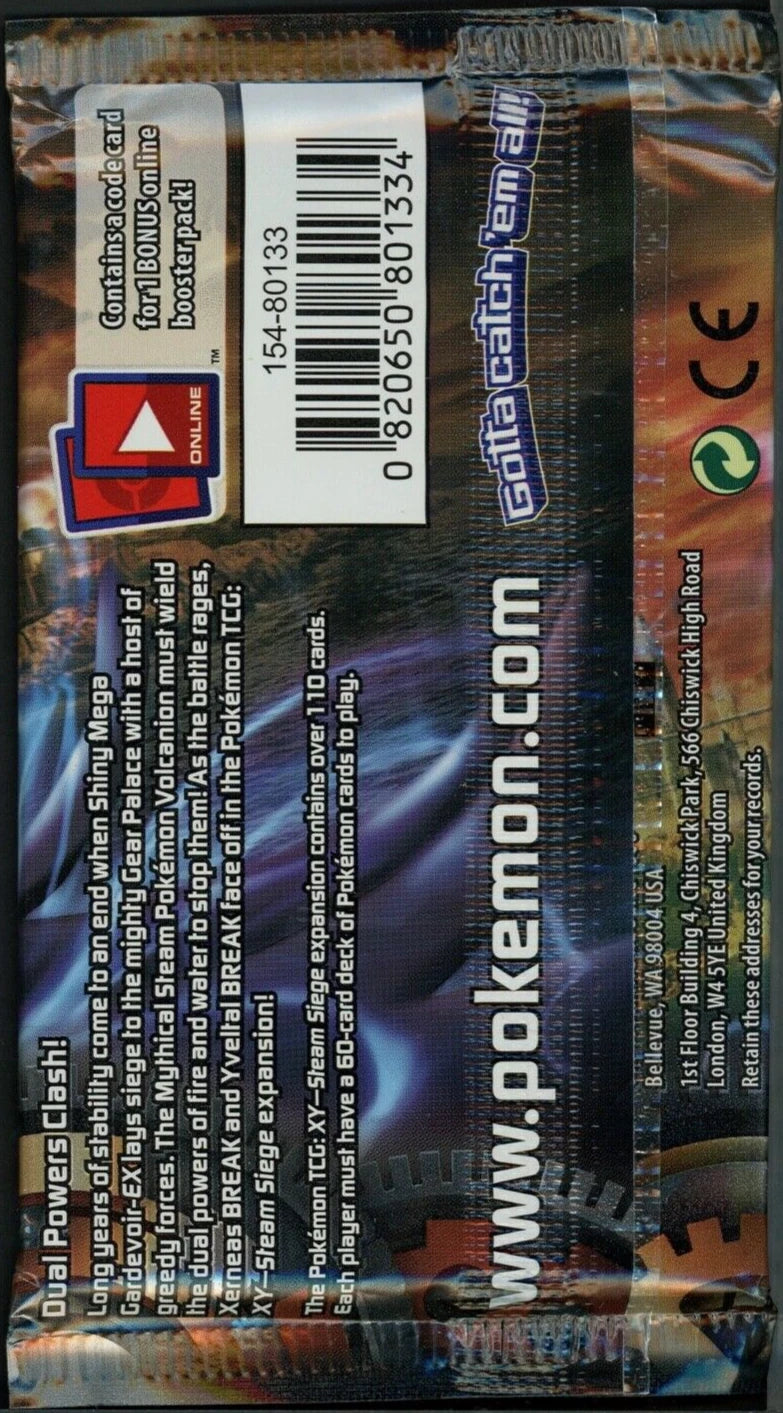 Dual Powers Clash!
Long years of stability come to an end when Shiny Mega
Gardevoir-EX lays siege to the mighty Gear Palace with a host of
greedy forces. The Mythical Steam Pokémon Volcanion must wield
the dual powers of fire and water to stop them! As the battle rages,
Xerneas BREAK and Yveltal BREAK face off in the Pokémon TCG:
XY—Steam Siege expansion!
The Pokémon TCG: XY—Steam Siege expansion contains over 110 cards.
Each player must have a 60-card deck of Pokémon cards to play.
ONLINE
TM
Contains a code card
for 1 BONUS online
booster pack!
154-80133
0 820650 801334
www.pokemon.com
Gotta catch 'em all!
Bellevue, WA 98004 USA
1st Floor Building 4, Chiswick Park, 566 Chiswick High Road
London, W4 5YE United Kingdom
Retain these addresses for your records.
CE